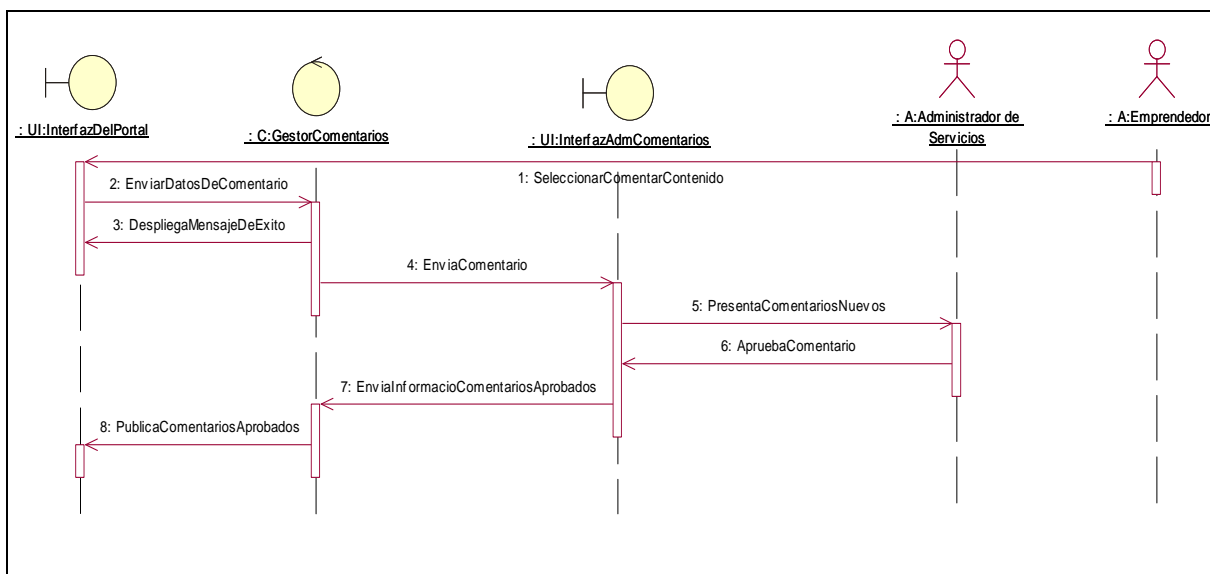 : UI:InterfazDelPortal
: C:GestorComentarios
: UI:InterfazAdmComentarios
: A:Administrador de
Servicios
: A:Emprendedor
1: SeleccionarComentarContenido
2: EnviarDatosDeComentario
3: DespliegaMensajeDeExito
4: EnviaComentario
5: PresentaComentariosNuevos
6: ApruebaComentario
7: EnviaInformacioComentariosAprobados
8: PublicaComentariosAprobados